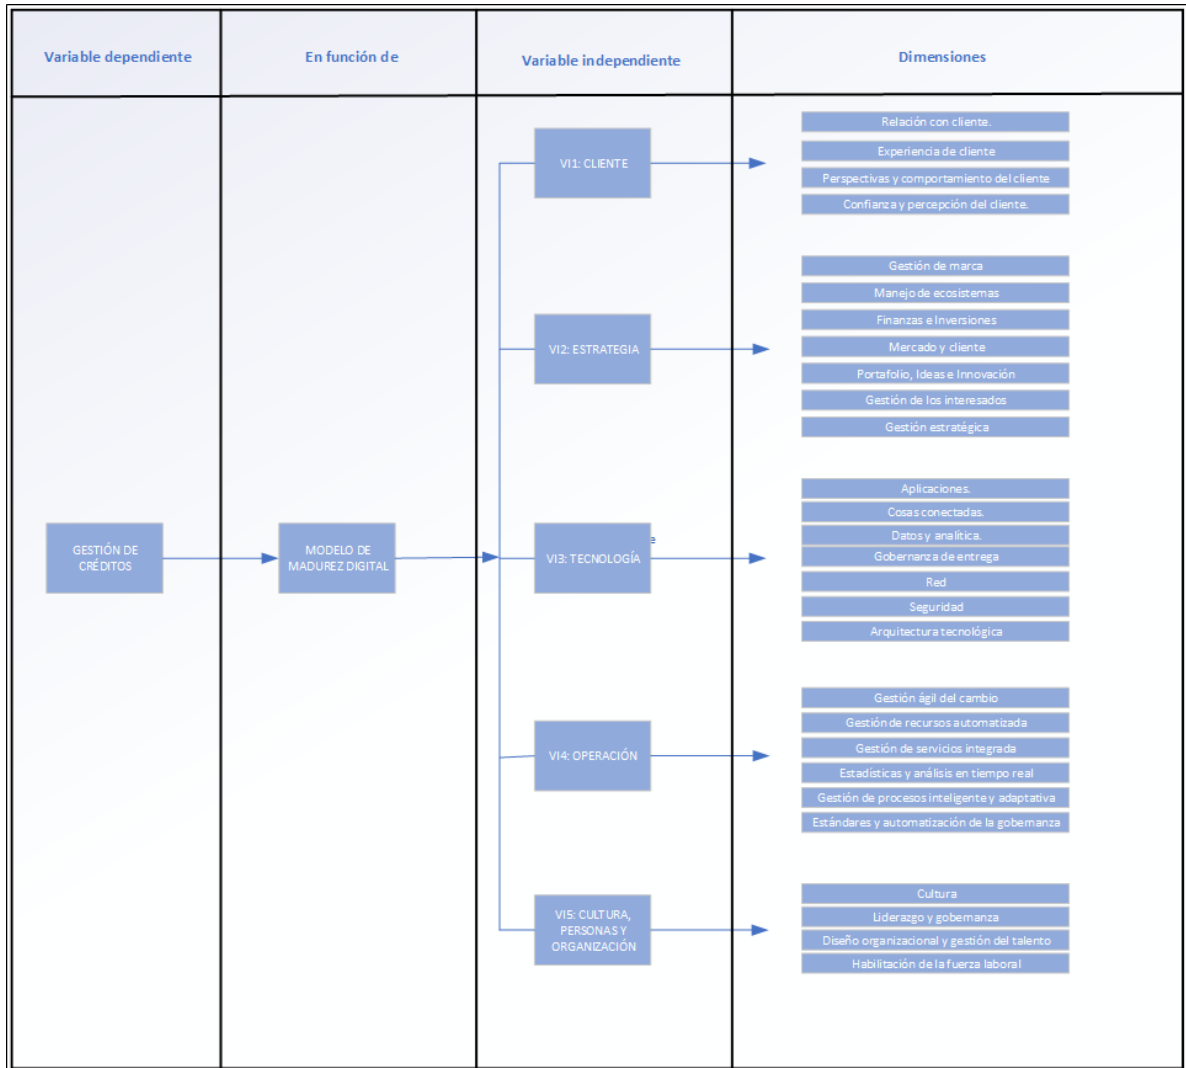 Variable dependiente
En función de
Variable independiente
Dimensiones
GESTIÓN DE
CRÉDITOS
MODELO DE
MADUREZ DIGITAL
VI1: CLIENTE
Relación con cliente.
Experiencia de cliente
Perspectivas y comportamiento del cliente
Confianza y percepción del cliente.
VI2: ESTRATEGIA
Gestión de marca
Manejo de ecosistemas
Finanzas e Inversiones
Mercado y cliente
Portafolio, Ideas e Innovación
Gestión de los interesados
Gestión estratégica
VI3: TECNOLOGÍA
e
Aplicaciones.
Cosas conectadas.
Datos y analítica.
Gobernanza de entrega
Red
Seguridad
Arquitectura tecnológica
VI4: OPERACIÓN
Gestión ágil del cambio
Gestión de recursos automatizada
Gestión de servicios integrada
Estadísticas y análisis en tiempo real
Gestión de procesos inteligente y adaptativa
Estándares y automatización de la gobernanza
VI5: CULTURA,
PERSONAS Y
ORGANIZACIÓN
Cultura
Liderazgo y gobernanza
Diseño organizacional y gestión del talento
Habilitación de la fuerza laboral